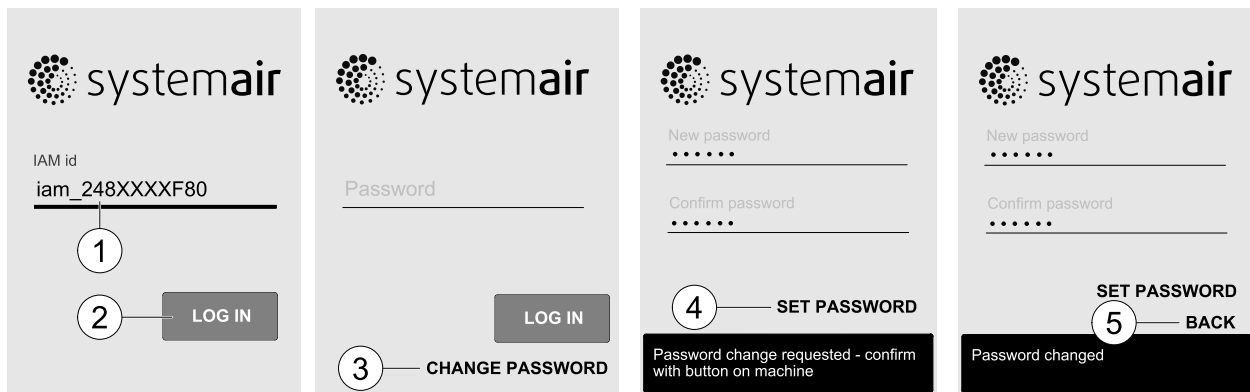 systemair
IAM id
iam_248XXXXF80
1
2
LOG IN
systemair
Password
LOG IN
3
CHANGE PASSWORD
systemair
New password
••••••
Confirm password
••••••
4
SET PASSWORD
Password change requested - confirm
with button on machine
systemair
New password
••••••
Confirm password
••••••
SET PASSWORD
5
BACK
Password changed